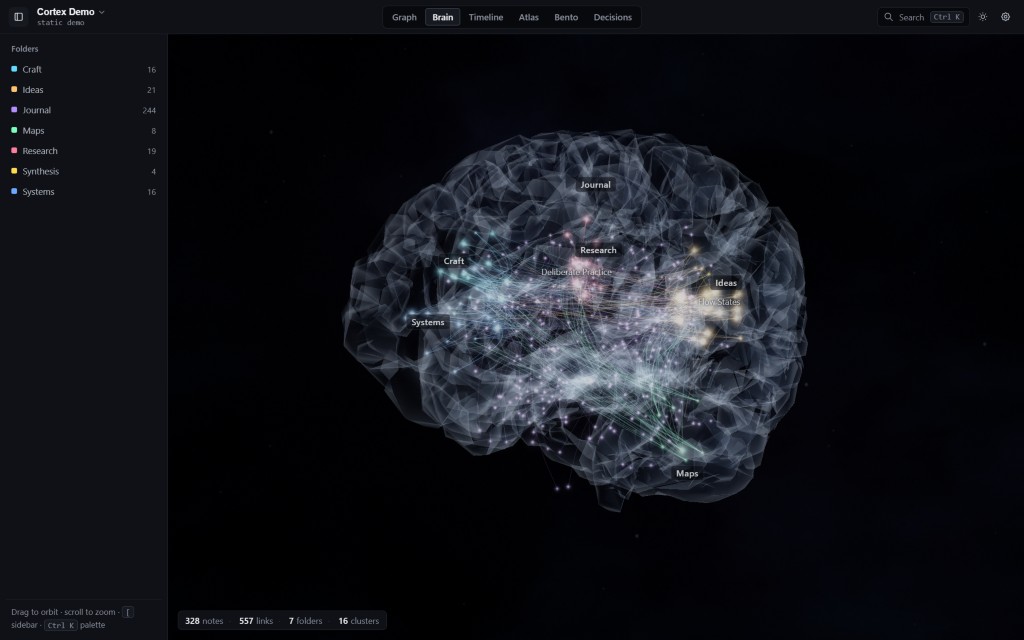 Cortex Demo
static demo
Graph Brain Timeline Atlas Bento Decisions
Search Ctrl K
Folders
Craft 16
Ideas 21
Journal 244
Maps 8
Research 19
Synthesis 4
Systems 16
Journal
Research
Craft
Deliberate Practice
Ideas
Flow States
Systems
Maps
Drag to orbit · scroll to zoom · [
sidebar · Ctrl K palette
328 notes · 557 links · 7 folders · 16 clusters